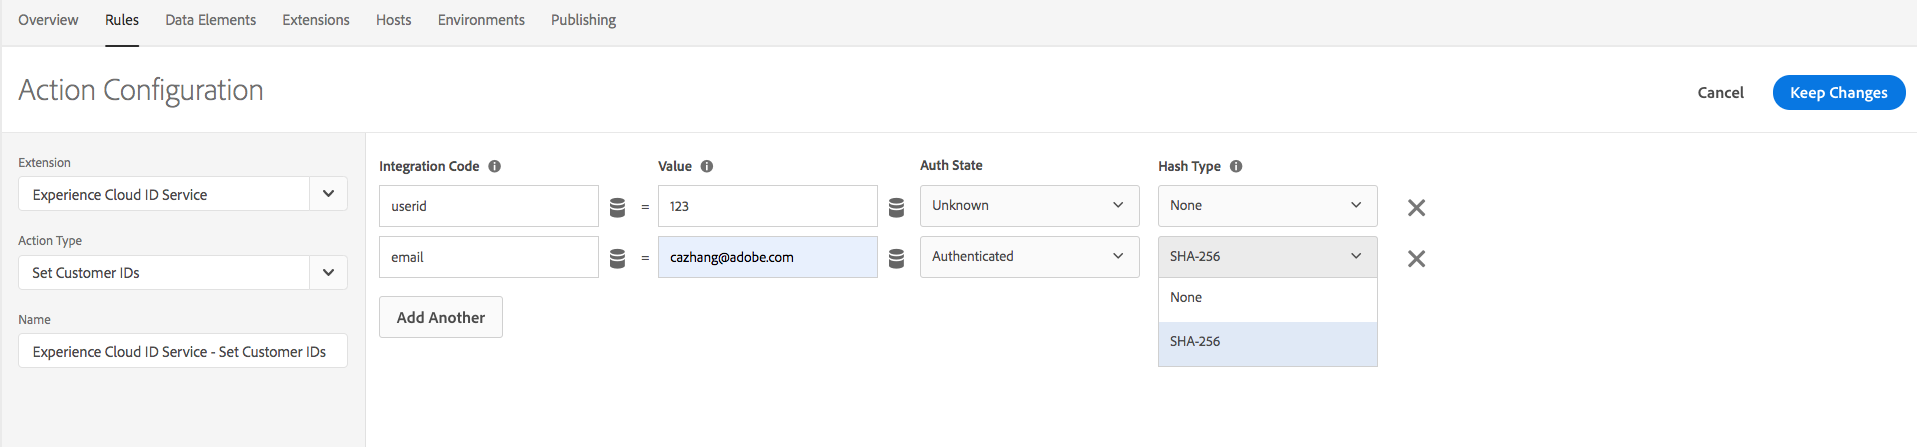 Overview Rules Data Elements Extensions Hosts Environments Publishing
Action Configuration
Cancel Keep Changes
Extension
Experience Cloud ID Service
Action Type
Set Customer IDs
Name
Experience Cloud ID Service - Set Customer IDs
Integration Code Value Auth State Hash Type
userid = 123 Unknown None
email = cazhang@adobe.com Authenticated SHA-256
None
SHA-256
Add Another